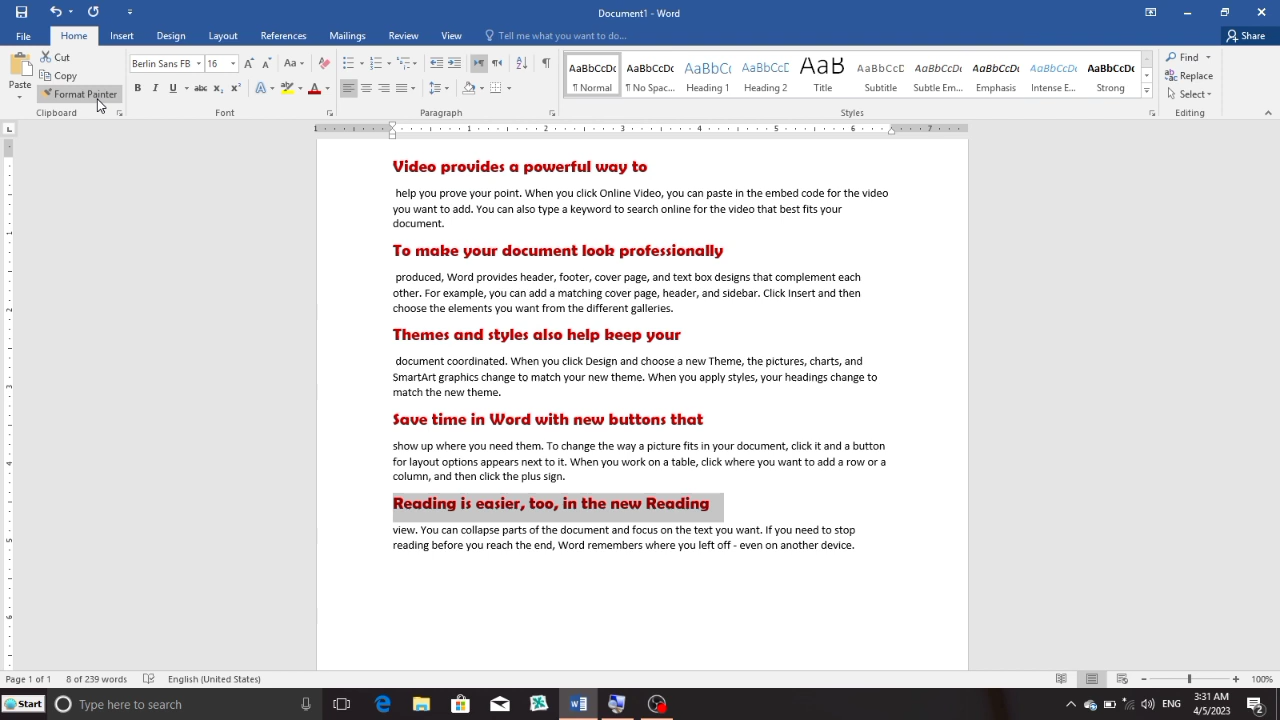 Document1 - Word
File Home Insert Design Layout References Mailings Review View Tell me what you want to do... Share
Paste
Cut
Copy
Format Painter
Clipboard
Berlin Sans FB 16 Aa
B I U abc x₂ x² A ab A
Font
Paragraph
AaBbCcDc AaBbCcDc AaBbC AaBbCcD AaB AaBbCcD AaBbCcDc AaBbCcDc AaBbCcDc AaBbCcDc
¶ Normal ¶ No Spac... Heading 1 Heading 2 Title Subtitle Subtle Em... Emphasis Intense E... Strong
Styles
Find
Replace
Select
Editing
1 1 2 3 4 5 6 7
Video provides a powerful way to
help you prove your point. When you click Online Video, you can paste in the embed code for the video
you want to add. You can also type a keyword to search online for the video that best fits your
document.
To make your document look professionally
produced, Word provides header, footer, cover page, and text box designs that complement each
other. For example, you can add a matching cover page, header, and sidebar. Click Insert and then
choose the elements you want from the different galleries.
Themes and styles also help keep your
document coordinated. When you click Design and choose a new Theme, the pictures, charts, and
SmartArt graphics change to match your new theme. When you apply styles, your headings change to
match the new theme.
Save time in Word with new buttons that
show up where you need them. To change the way a picture fits in your document, click it and a button
for layout options appears next to it. When you work on a table, click where you want to add a row or a
column, and then click the plus sign.
Reading is easier, too, in the new Reading
view. You can collapse parts of the document and focus on the text you want. If you need to stop
reading before you reach the end, Word remembers where you left off - even on another device.
Page 1 of 1 8 of 239 words English (United States) 100%
Start Type here to search ENG 3:31 AM
4/5/2023